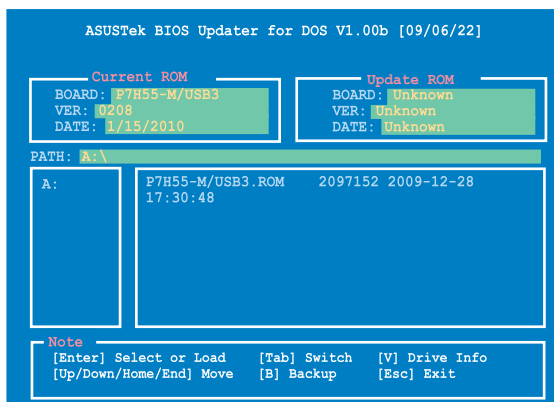 ASUSTek BIOS Updater for DOS V1.00b [09/06/22]
Current ROM
BOARD: P7H55-M/USB3
VER: 0208
DATE: 1/15/2010
Update ROM
BOARD: Unknown
VER: Unknown
DATE: Unknown
PATH: A:\
A:
P7H55-M/USB3.ROM 2097152 2009-12-28
17:30:48
Note
[Enter] Select or Load [Tab] Switch [V] Drive Info
[Up/Down/Home/End] Move [B] Backup [Esc] Exit